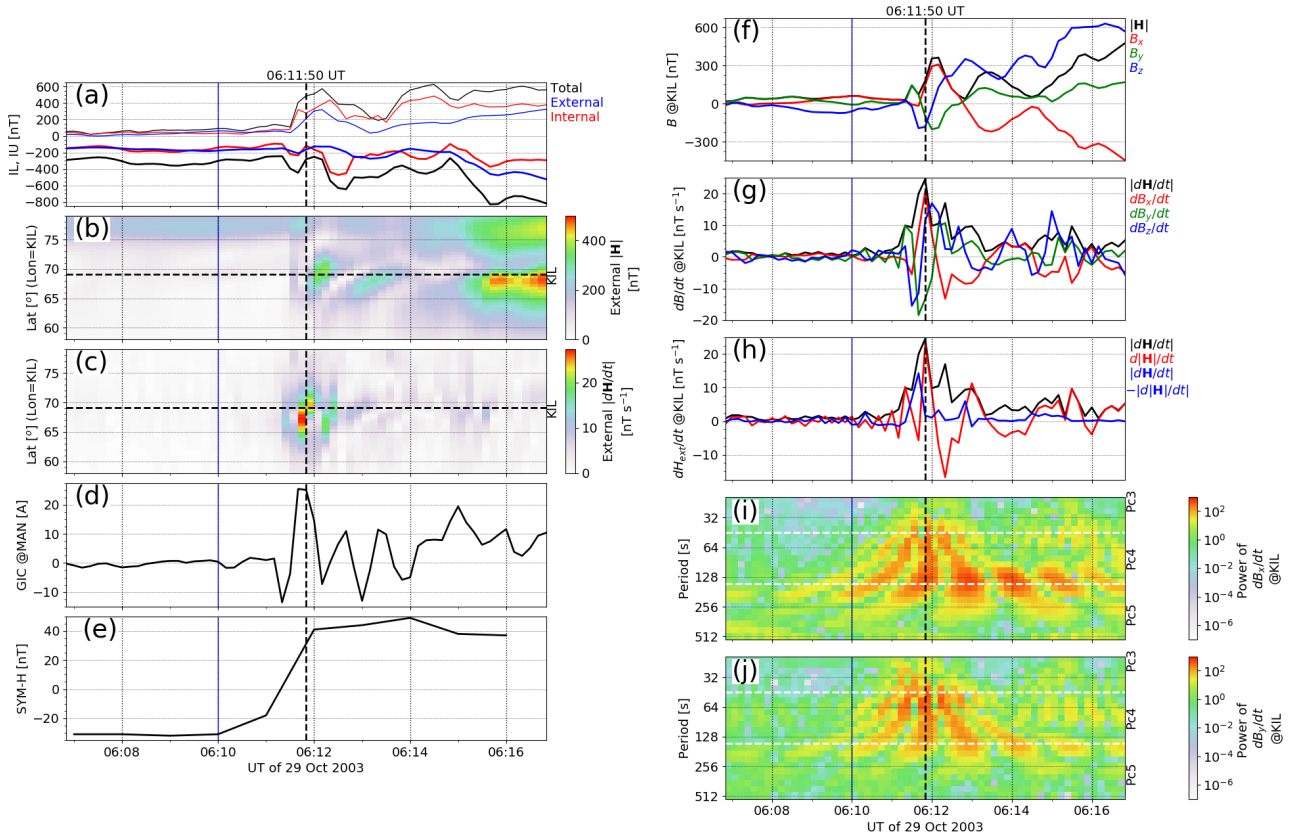 06:11:50 UT
(a)
Total
External
Internal
IL, IU [nT]
600
400
200
0
−200
−400
−600
−800
(b)
Lat [°] (Lon=KIL)
75
70
65
60
KIL
400
200
0
External |H|
[nT]
(c)
Lat [°] (Lon=KIL)
75
70
65
60
KIL
20
10
0
External |dH/dt|
[nT s⁻¹]
(d)
GIC @MAN [A]
20
10
0
−10
(e)
SYM-H [nT]
40
20
0
−20
06:08 06:10 06:12 06:14 06:16
UT of 29 Oct 2003
06:11:50 UT
(f)
|H|
Bx
By
Bz
B @KIL [nT]
600
300
0
−300
(g)
|dH/dt|
dBx/dt
dBy/dt
dBz/dt
dB/dt @KIL [nT s⁻¹]
20
10
0
−10
−20
(h)
|dH/dt|
d|H|/dt
|dH/dt|
−|d|H|/dt|
dHext/dt @KIL [nT s⁻¹]
20
10
0
−10
(i)
Period [s]
32
64
128
256
512
Pc3
Pc4
Pc5
10²
10⁰
10⁻²
10⁻⁴
10⁻⁶
Power of
dBx/dt
@KIL
(j)
Period [s]
32
64
128
256
512
Pc3
Pc4
Pc5
10²
10⁰
10⁻²
10⁻⁴
10⁻⁶
Power of
dBy/dt
@KIL
06:08 06:10 06:12 06:14 06:16
UT of 29 Oct 2003